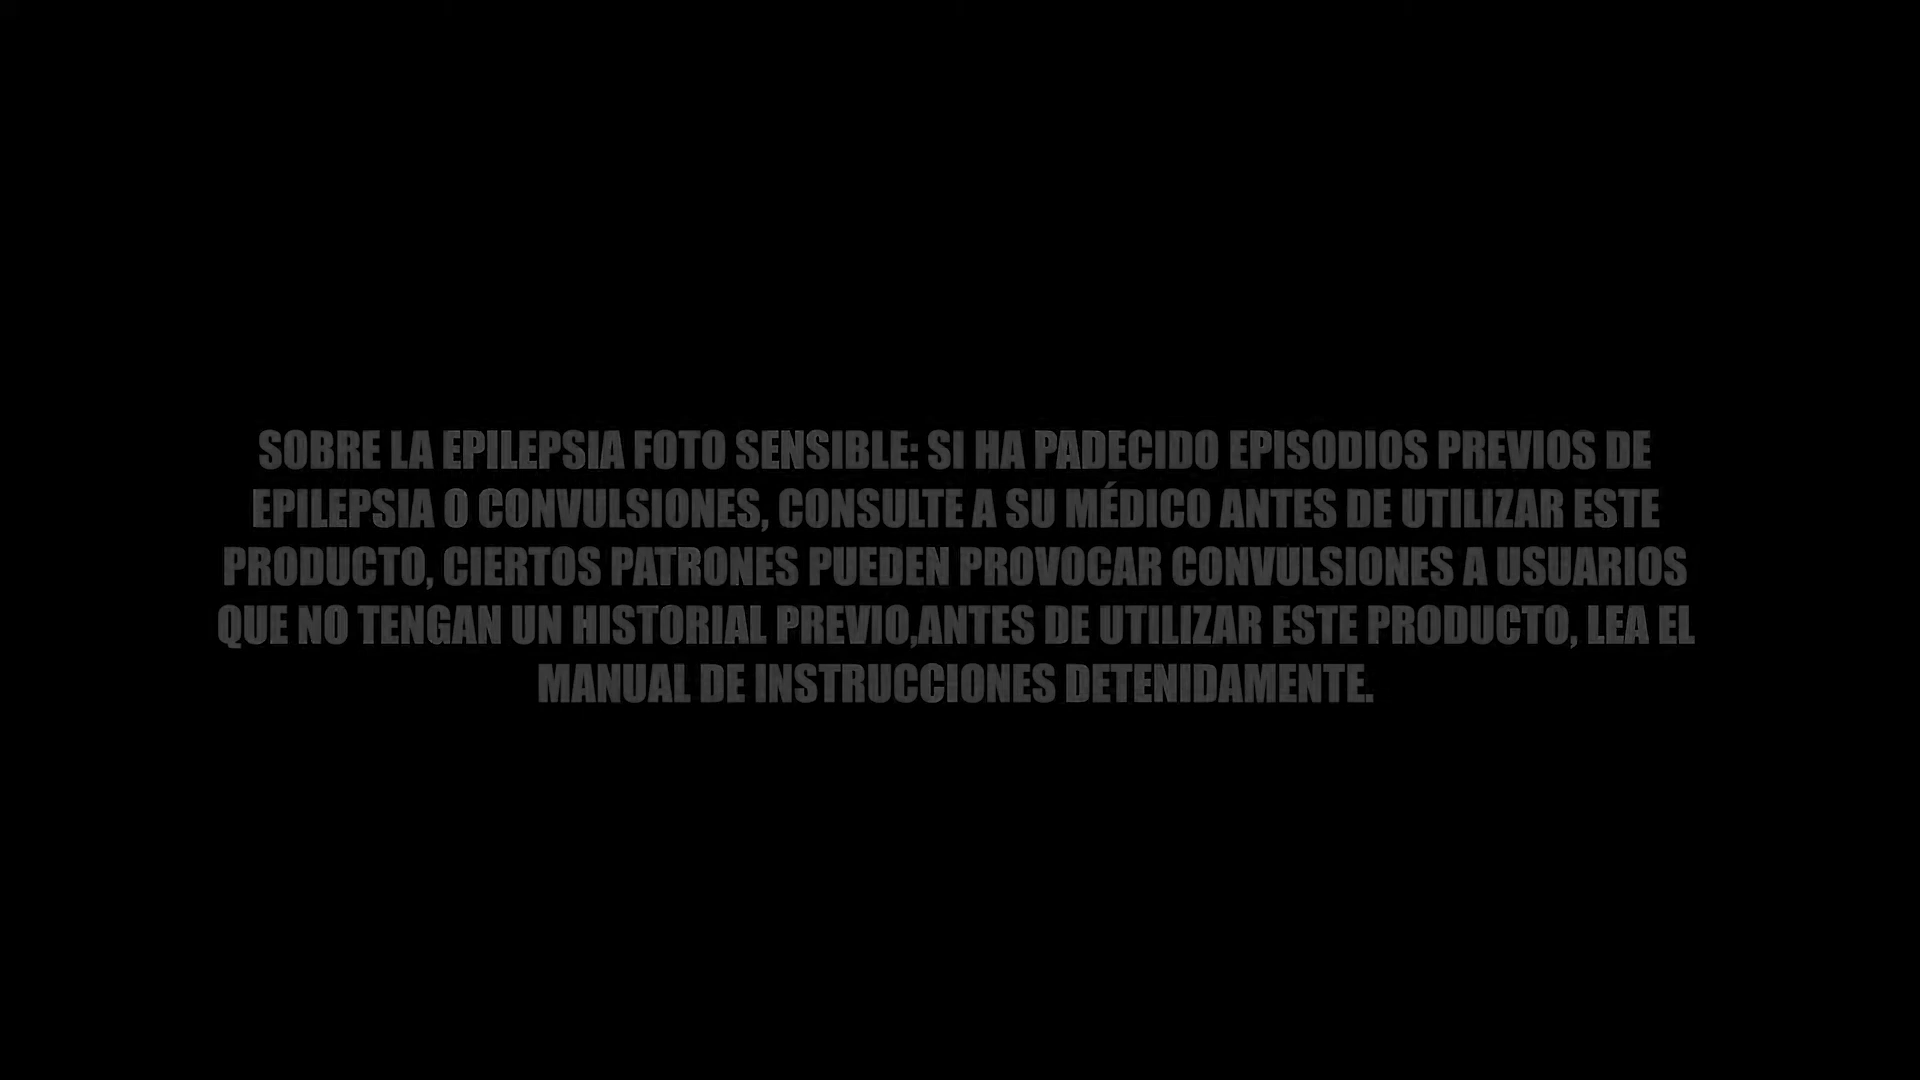 SOBRE LA EPILEPSIA FOTO SENSIBLE: SI HA PADECIDO EPISODIOS PREVIOS DE
EPILEPSIA O CONVULSIONES, CONSULTE A SU MÉDICO ANTES DE UTILIZAR ESTE
PRODUCTO, CIERTOS PATRONES PUEDEN PROVOCAR CONVULSIONES A USUARIOS
QUE NO TENGAN UN HISTORIAL PREVIO,ANTES DE UTILIZAR ESTE PRODUCTO, LEA EL
MANUAL DE INSTRUCCIONES DETENIDAMENTE.